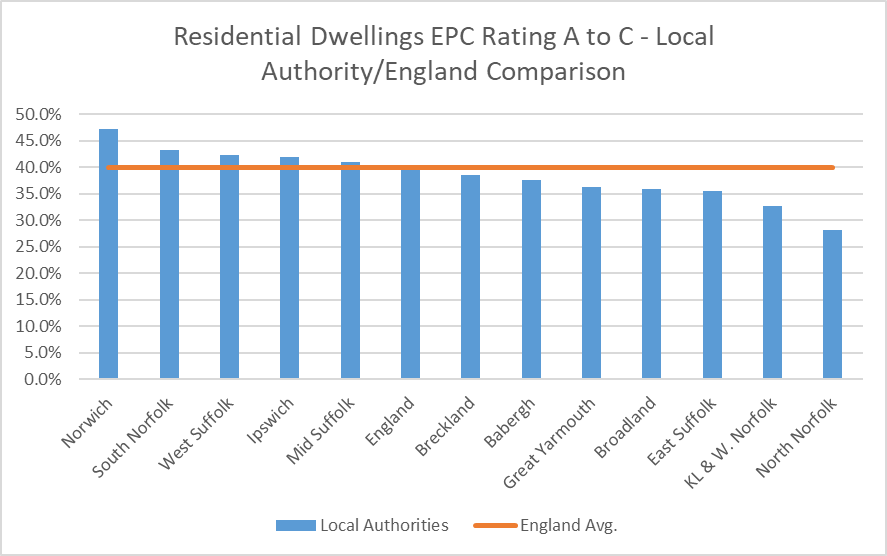 Residential Dwellings EPC Rating A to C - Local
Authority/England Comparison
50.0%
45.0%
40.0%
35.0%
30.0%
25.0%
20.0%
15.0%
10.0%
5.0%
0.0%
Norwich
South Norfolk
West Suffolk
Ipswich
Mid Suffolk
England
Breckland
Babergh
Great Yarmouth
Broadland
East Suffolk
KL & W. Norfolk
North Norfolk
Local Authorities
England Avg.